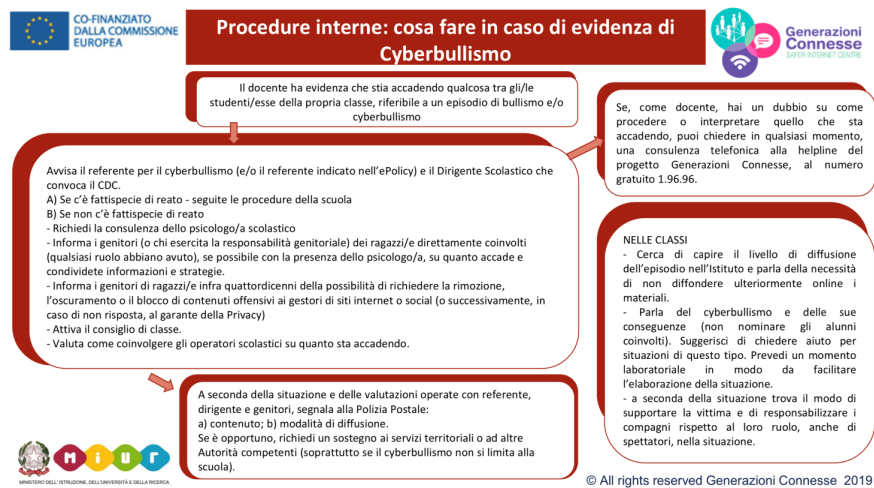 CO-FINANZIATO
DALLA COMMISSIONE
EUROPEA
Procedure interne: cosa fare in caso di evidenza di
Cyberbullismo
Generazioni
Connesse
SAFER INTERNET CENTRE
Il docente ha evidenza che stia accadendo qualcosa tra gli/le
studenti/esse della propria classe, riferibile a un episodio di bullismo e/o
cyberbullismo
Se, come docente, hai un dubbio su come
procedere o interpretare quello che sta
accadendo, puoi chiedere in qualsiasi momento,
una consulenza telefonica alla helpline del
progetto Generazioni Connesse, al numero
gratuito 1.96.96.
Avvisa il referente per il cyberbullismo (e/o il referente indicato nell’ePolicy) e il Dirigente Scolastico che
convoca il CDC.
A) Se c’è fattispecie di reato - seguite le procedure della scuola
B) Se non c’è fattispecie di reato
- Richiedi la consulenza dello psicologo/a scolastico
- Informa i genitori (o chi esercita la responsabilità genitoriale) dei ragazzi/e direttamente coinvolti
(qualsiasi ruolo abbiano avuto), se possibile con la presenza dello psicologo/a, su quanto accade e
condividete informazioni e strategie.
- Informa i genitori di ragazzi/e infra quattordicenni della possibilità di richiedere la rimozione,
l’oscuramento o il blocco di contenuti offensivi ai gestori di siti internet o social (o successivamente, in
caso di non risposta, al garante della Privacy)
- Attiva il consiglio di classe.
- Valuta come coinvolgere gli operatori scolastici su quanto sta accadendo.
NELLE CLASSI
- Cerca di capire il livello di diffusione
dell’episodio nell’Istituto e parla della necessità
di non diffondere ulteriormente online i
materiali.
- Parla del cyberbullismo e delle sue
conseguenze (non nominare gli alunni
coinvolti). Suggerisci di chiedere aiuto per
situazioni di questo tipo. Prevedi un momento
laboratoriale in modo da facilitare
l’elaborazione della situazione.
- a seconda della situazione trova il modo di
supportare la vittima e di responsabilizzare i
compagni rispetto al loro ruolo, anche di
spettatori, nella situazione.
A seconda della situazione e delle valutazioni operate con referente,
dirigente e genitori, segnala alla Polizia Postale:
a) contenuto; b) modalità di diffusione.
Se è opportuno, richiedi un sostegno ai servizi territoriali o ad altre
Autorità competenti (soprattutto se il cyberbullismo non si limita alla
scuola).
miur
MINISTERO DELL' ISTRUZIONE, DELL'UNIVERSITÀ E DELLA RICERCA
© All rights reserved Generazioni Connesse 2019